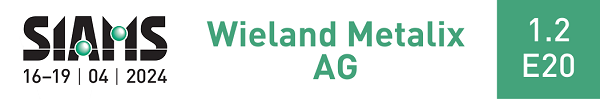 SIAMS
16–19 | 04 | 2024
Wieland Metalix
AG
1.2
E20